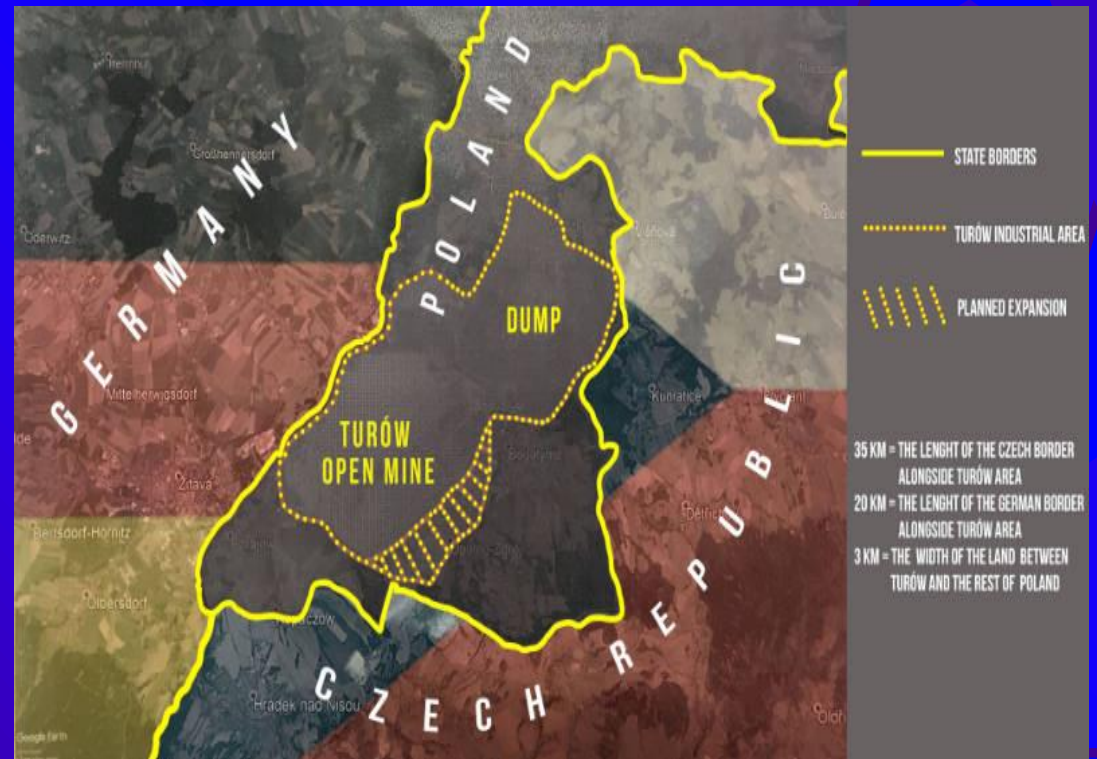 GERMANY
POLAND
CZECH REPUBLIC
Großhennersdorf
Oderwitz
Mittelherwigsdorf
Zittava
Bertsdorf-Hörnitz
Olbersdorf
Hrádek nad Nisou
Kunratice
Višňová
DUMP
TURÓW
OPEN MINE
Google Earth
STATE BORDERS
TURÓW INDUSTRIAL AREA
PLANNED EXPANSION
35 KM = THE LENGHT OF THE CZECH BORDER
ALONGSIDE TURÓW AREA
20 KM = THE LENGHT OF THE GERMAN BORDER
ALONGSIDE TURÓW AREA
3 KM = THE WIDTH OF THE LAND BETWEEN
TURÓW AND THE REST OF POLAND